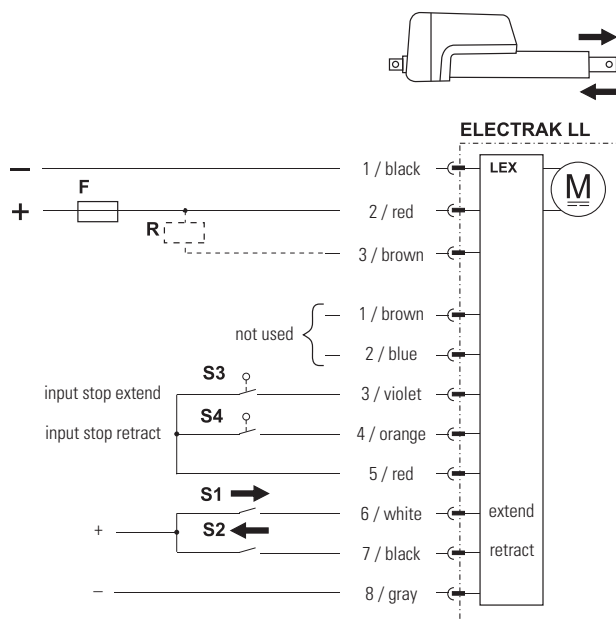 ELECTRAK LL
− 1 / black LEX
F
M
+ 2 / red
R
3 / brown
1 / brown
not used
2 / blue
S3
input stop extend 3 / violet
S4
input stop retract 4 / orange
5 / red
S1
6 / white extend
+ S2
7 / black retract
− 8 / gray